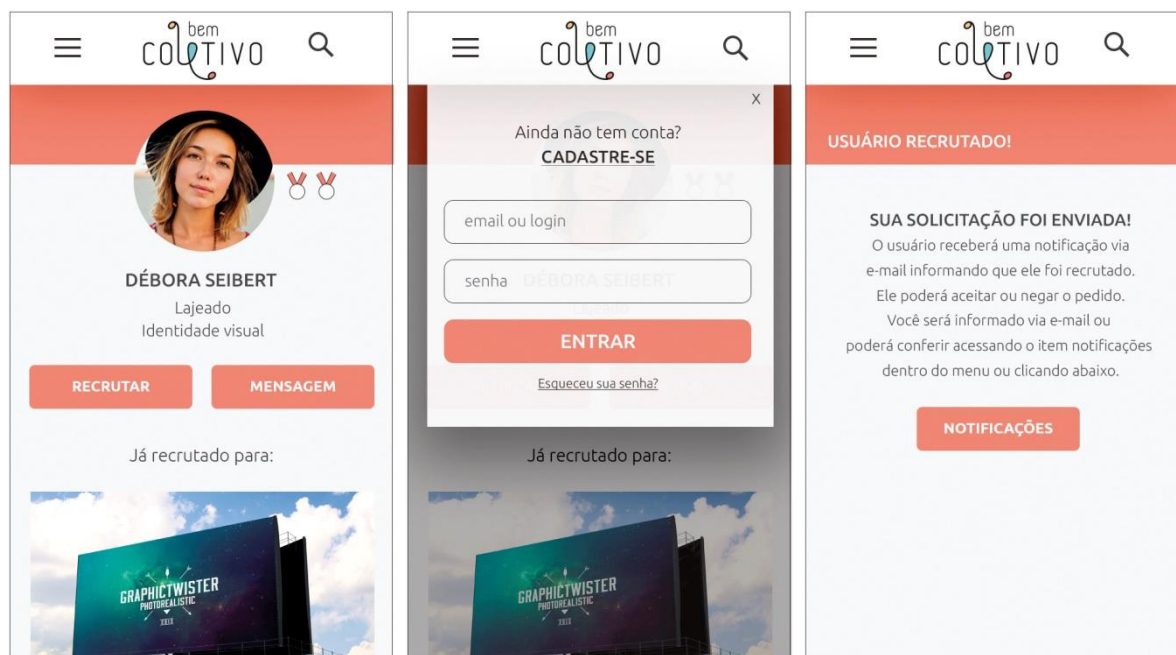 bem
COLETIVO
DÉBORA SEIBERT
Lajeado
Identidade visual
RECRUTAR
MENSAGEM
Já recrutado para:
GRAPHICTWISTER
PHOTOREALISTIC
bem
COLETIVO
X
Ainda não tem conta?
CADASTRE-SE
email ou login
senha
DÉBORA SEIBERT
Lajeado
ENTRAR
Esqueceu sua senha?
Já recrutado para:
GRAPHICTWISTER
PHOTOREALISTIC
bem
COLETIVO
USUÁRIO RECRUTADO!
SUA SOLICITAÇÃO FOI ENVIADA!
O usuário receberá uma notificação via
e-mail informando que ele foi recrutado.
Ele poderá aceitar ou negar o pedido.
Você será informado via e-mail ou
poderá conferir acessando o item notificações
dentro do menu ou clicando abaixo.
NOTIFICAÇÕES